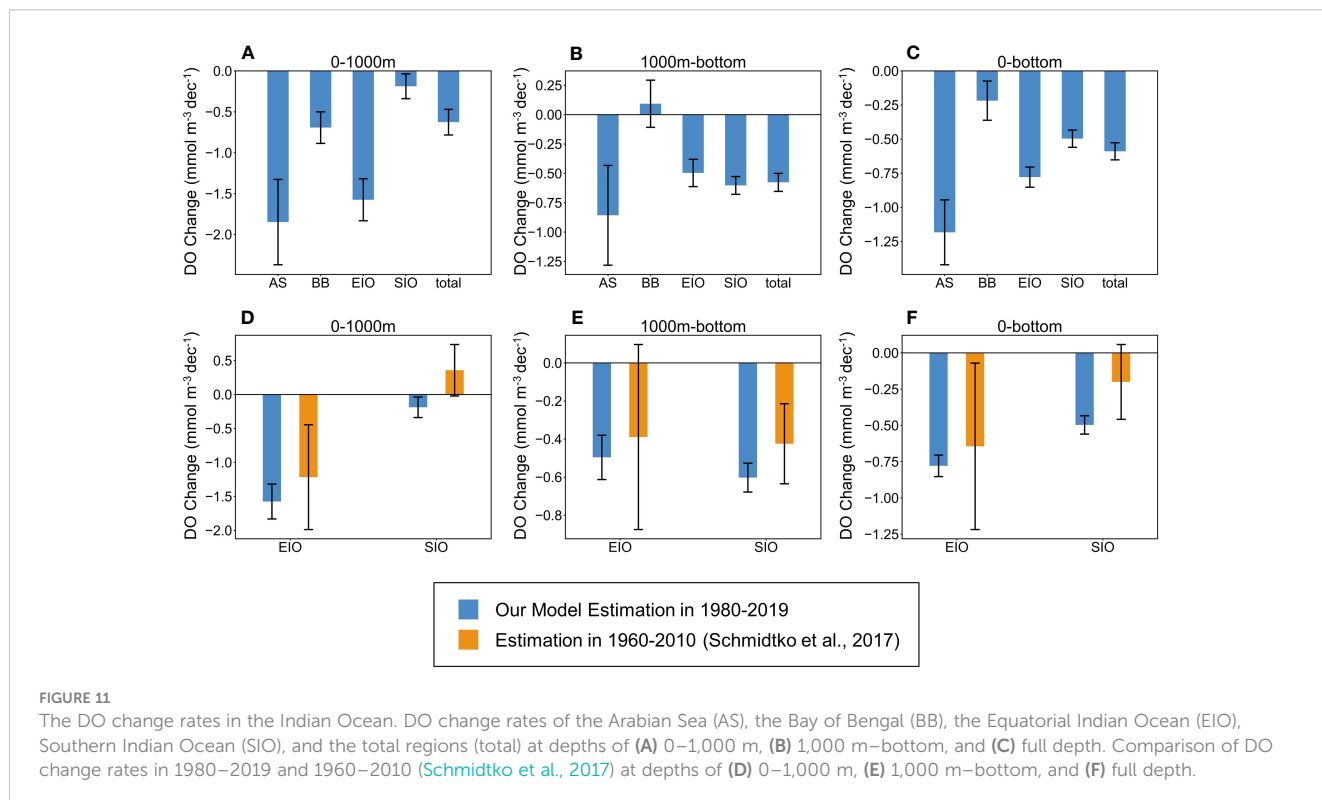 A
0-1000m
DO Change (mmol m⁻³ dec⁻¹)
0.0
−0.5
−1.0
−1.5
−2.0
AS BB EIO SIO total
B
1000m-bottom
DO Change (mmol m⁻³ dec⁻¹)
0.25
0.00
−0.25
−0.50
−0.75
−1.00
−1.25
AS BB EIO SIO total
C
0-bottom
DO Change (mmol m⁻³ dec⁻¹)
0.00
−0.25
−0.50
−0.75
−1.00
−1.25
AS BB EIO SIO total
D
0-1000m
DO Change (mmol m⁻³ dec⁻¹)
0.5
0.0
−0.5
−1.0
−1.5
−2.0
EIO SIO
E
1000m-bottom
DO Change (mmol m⁻³ dec⁻¹)
0.0
−0.2
−0.4
−0.6
−0.8
EIO SIO
F
0-bottom
DO Change (mmol m⁻³ dec⁻¹)
0.00
−0.25
−0.50
−0.75
−1.00
−1.25
EIO SIO
Our Model Estimation in 1980-2019
Estimation in 1960-2010 (Schmidtko et al., 2017)
FIGURE 11
The DO change rates in the Indian Ocean. DO change rates of the Arabian Sea (AS), the Bay of Bengal (BB), the Equatorial Indian Ocean (EIO),
Southern Indian Ocean (SIO), and the total regions (total) at depths of (A) 0–1,000 m, (B) 1,000 m–bottom, and (C) full depth. Comparison of DO
change rates in 1980–2019 and 1960–2010 (Schmidtko et al., 2017) at depths of (D) 0–1,000 m, (E) 1,000 m–bottom, and (F) full depth.